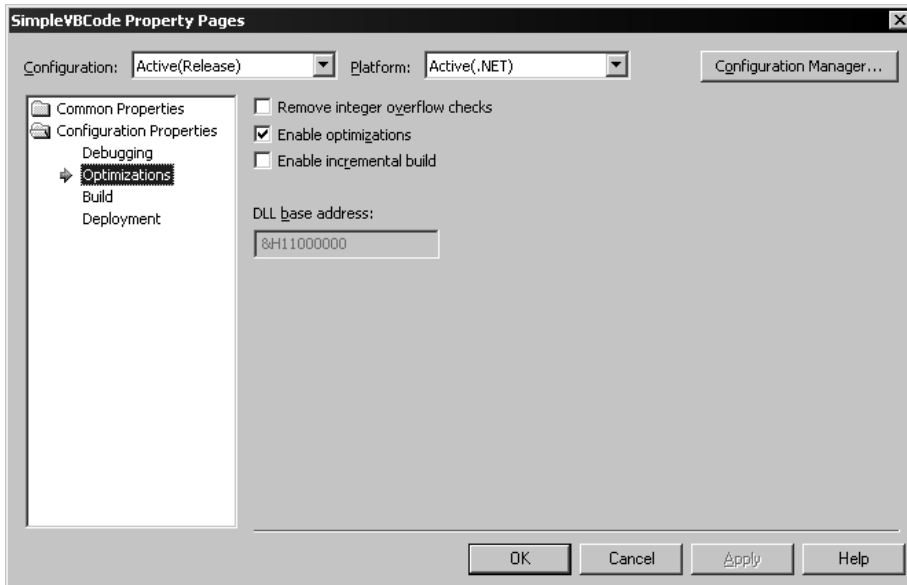 SimpleVBCode Property Pages
Configuration: Active(Release) Platform: Active(.NET) Configuration Manager...
Common Properties
Configuration Properties
Debugging
Optimizations
Build
Deployment
Remove integer overflow checks
Enable optimizations
Enable incremental build
DLL base address:
&H11000000
OK Cancel Apply Help